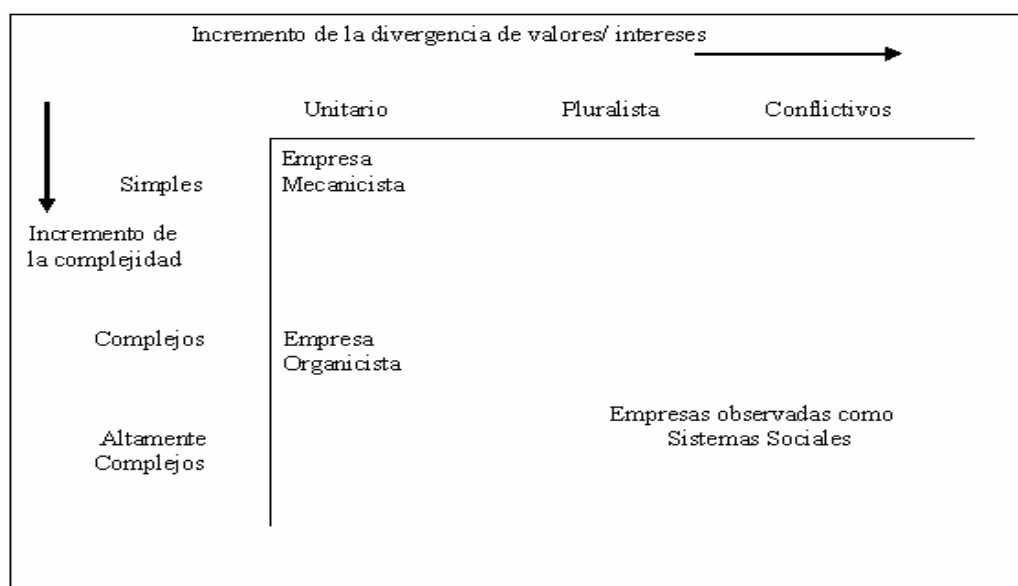 Incremento de la divergencia de valores/ intereses
Unitario Pluralista Conflictivos
Simples
Empresa
Mecanicista
Incremento de
la complejidad
Complejos
Empresa
Organicista
Altamente
Complejos
Empresas observadas como
Sistemas Sociales